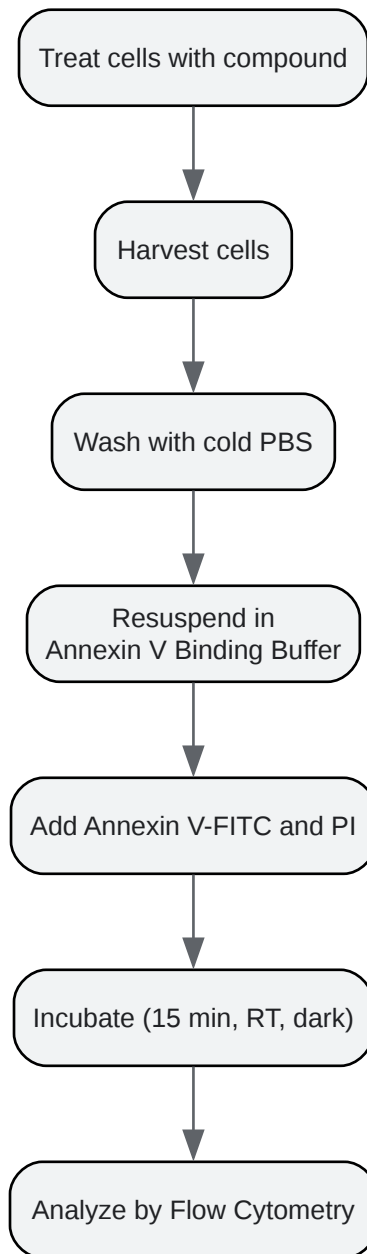 Treat cells with compound
Harvest cells
Wash with cold PBS
Resuspend in
Annexin V Binding Buffer
Add Annexin V-FITC and PI
Incubate (15 min, RT, dark)
Analyze by Flow Cytometry